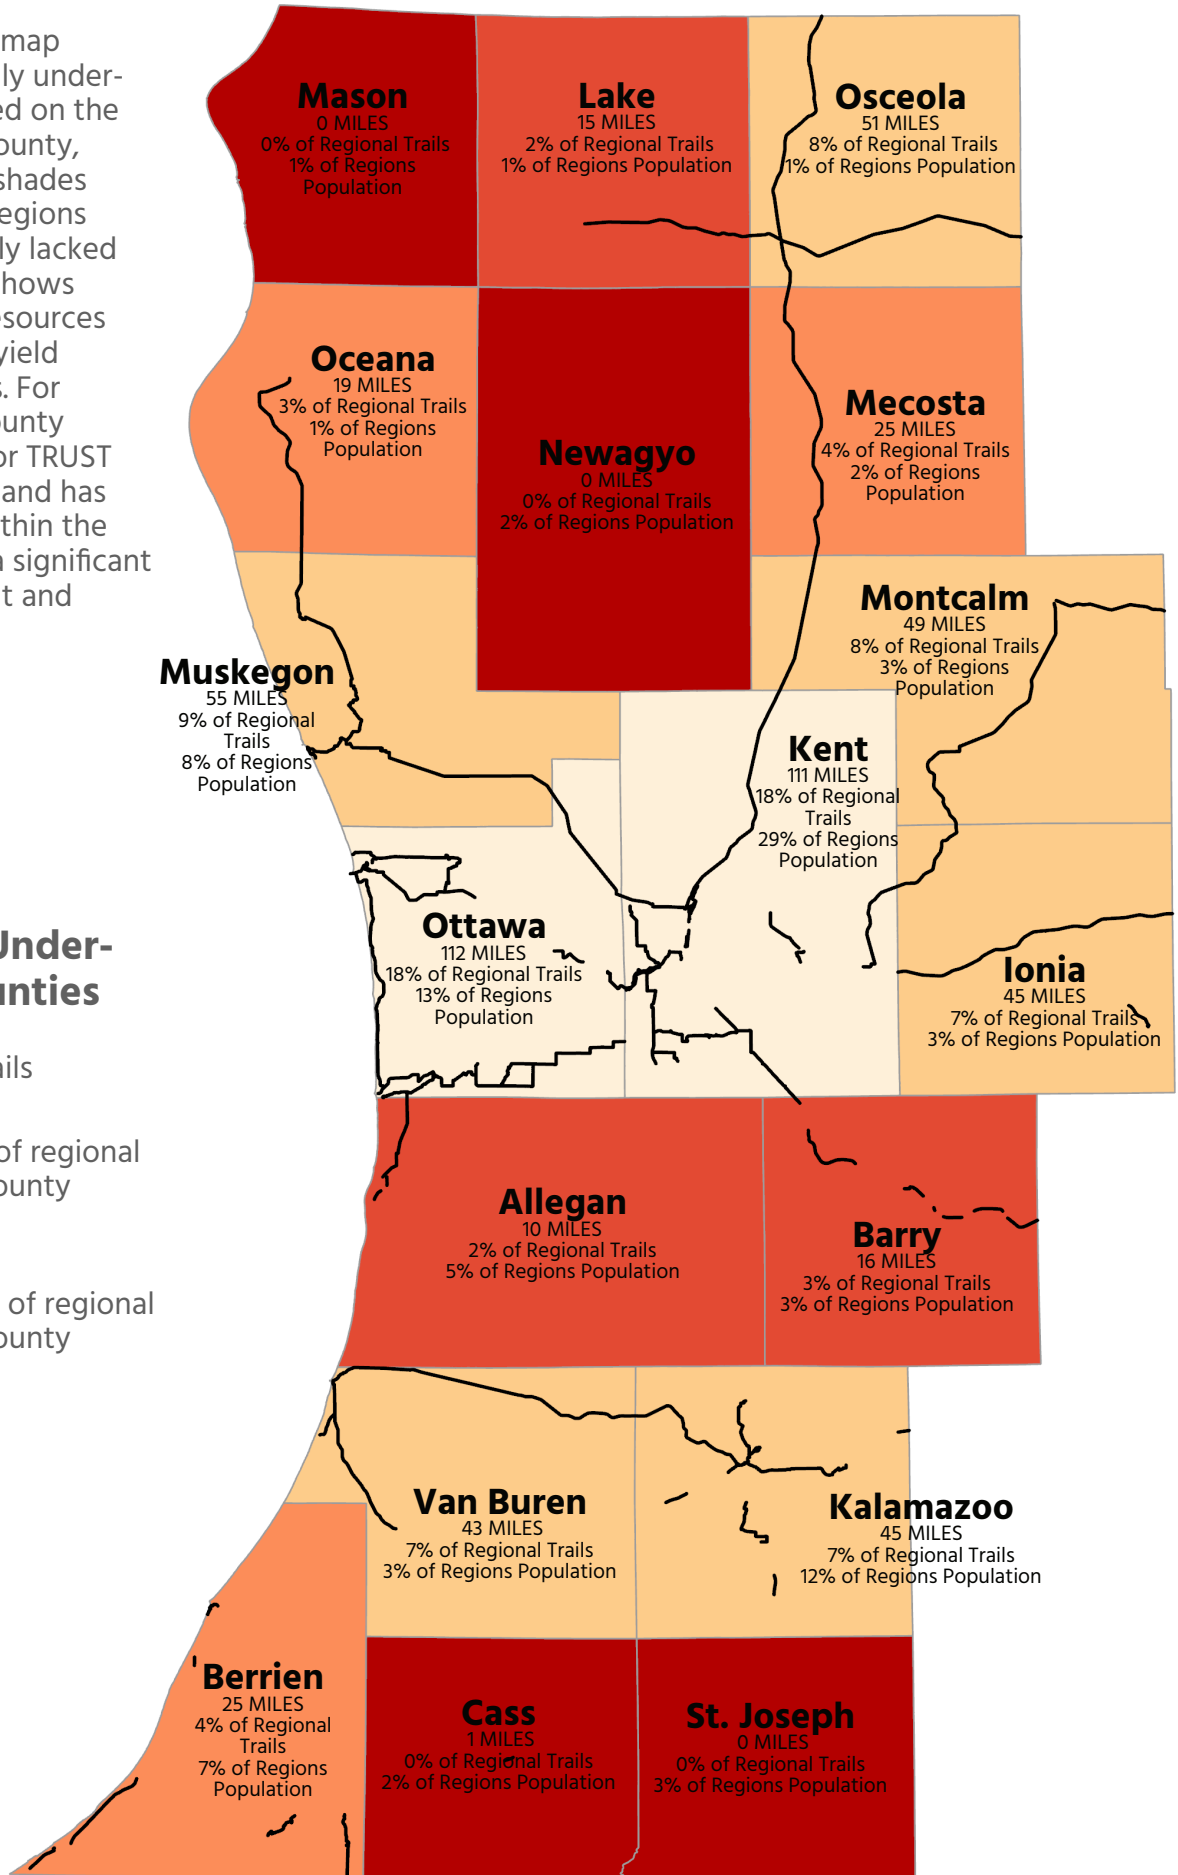 map
ly under-
ed on the
ounty,
shades
egions
ly lacked
hows
esources
yield
s. For
ounty
or TRUST
and has
thin the
a significant
t and
Mason
0 MILES
0% of Regional Trails
1% of Regions
Population
Lake
15 MILES
2% of Regional Trails
1% of Regions Population
Osceola
51 MILES
8% of Regional Trails
1% of Regions Population
Oceana
19 MILES
3% of Regional Trails
1% of Regions
Population
Newagyo
0 MILES
0% of Regional Trails
2% of Regions Population
Mecosta
25 MILES
4% of Regional Trails
2% of Regions
Population
Montcalm
49 MILES
8% of Regional Trails
3% of Regions
Population
Muskegon
55 MILES
9% of Regional
Trails
8% of Regions
Population
Kent
111 MILES
18% of Regional
Trails
29% of Regions
Population
Ottawa
112 MILES
18% of Regional Trails
13% of Regions
Population
Ionia
45 MILES
7% of Regional Trails
3% of Regions Population
Under-
unties
ails
of regional
ounty
of regional
ounty
Allegan
10 MILES
2% of Regional Trails
5% of Regions Population
Barry
16 MILES
3% of Regional Trails
3% of Regions Population
Van Buren
43 MILES
7% of Regional Trails
3% of Regions Population
Kalamazoo
45 MILES
7% of Regional Trails
12% of Regions Population
Berrien
25 MILES
4% of Regional
Trails
7% of Regions
Population
Cass
1 MILES
0% of Regional Trails
2% of Regions Population
St. Joseph
0 MILES
0% of Regional Trails
3% of Regions Population